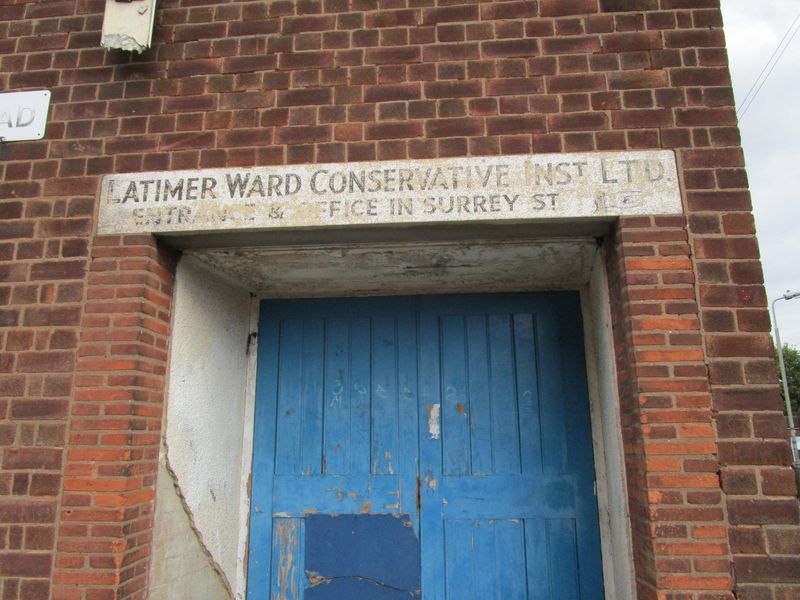 AD
LATIMER WARD CONSERVATIVE INST LTD.
ENTRANCE & OFFICE IN SURREY ST